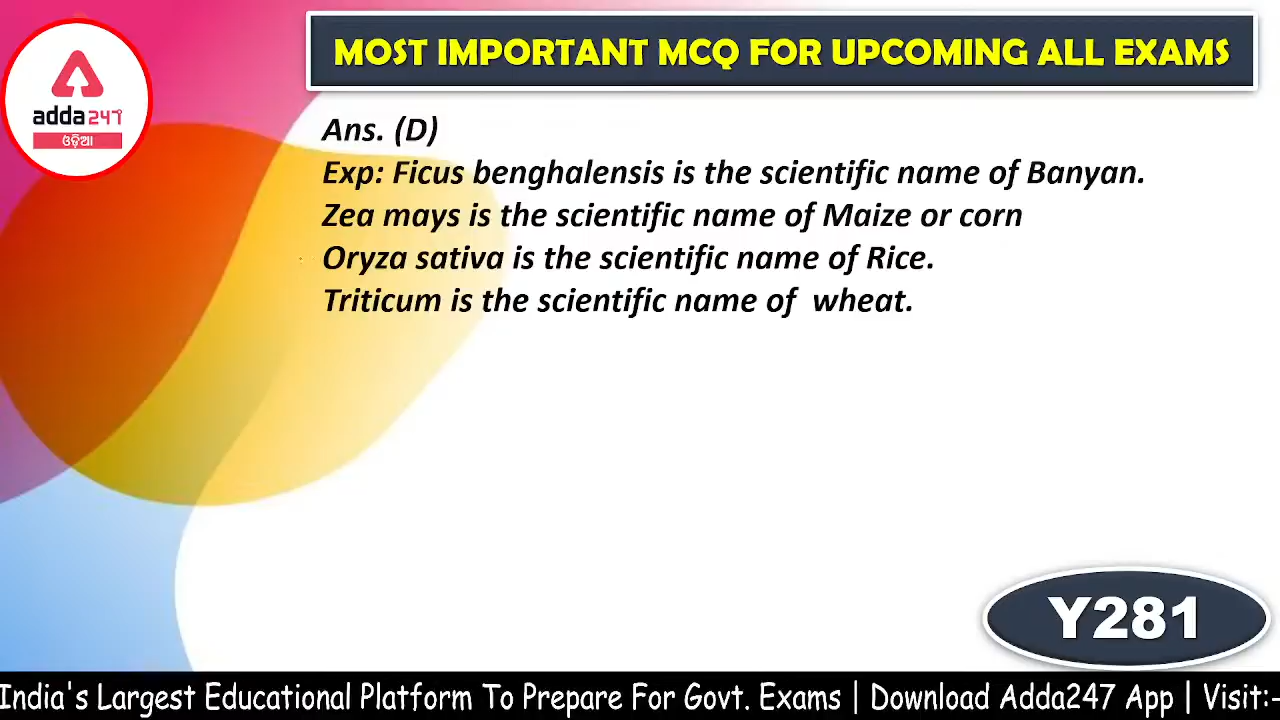 MOST IMPORTANT MCQ FOR UPCOMING ALL EXAMS
adda247
ଓଡ଼ିଆ
Ans. (D)
Exp: Ficus benghalensis is the scientific name of Banyan.
Zea mays is the scientific name of Maize or corn
Oryza sativa is the scientific name of Rice.
Triticum is the scientific name of wheat.
Y281
India's Largest Educational Platform To Prepare For Govt. Exams | Download Adda247 App | Visit:-